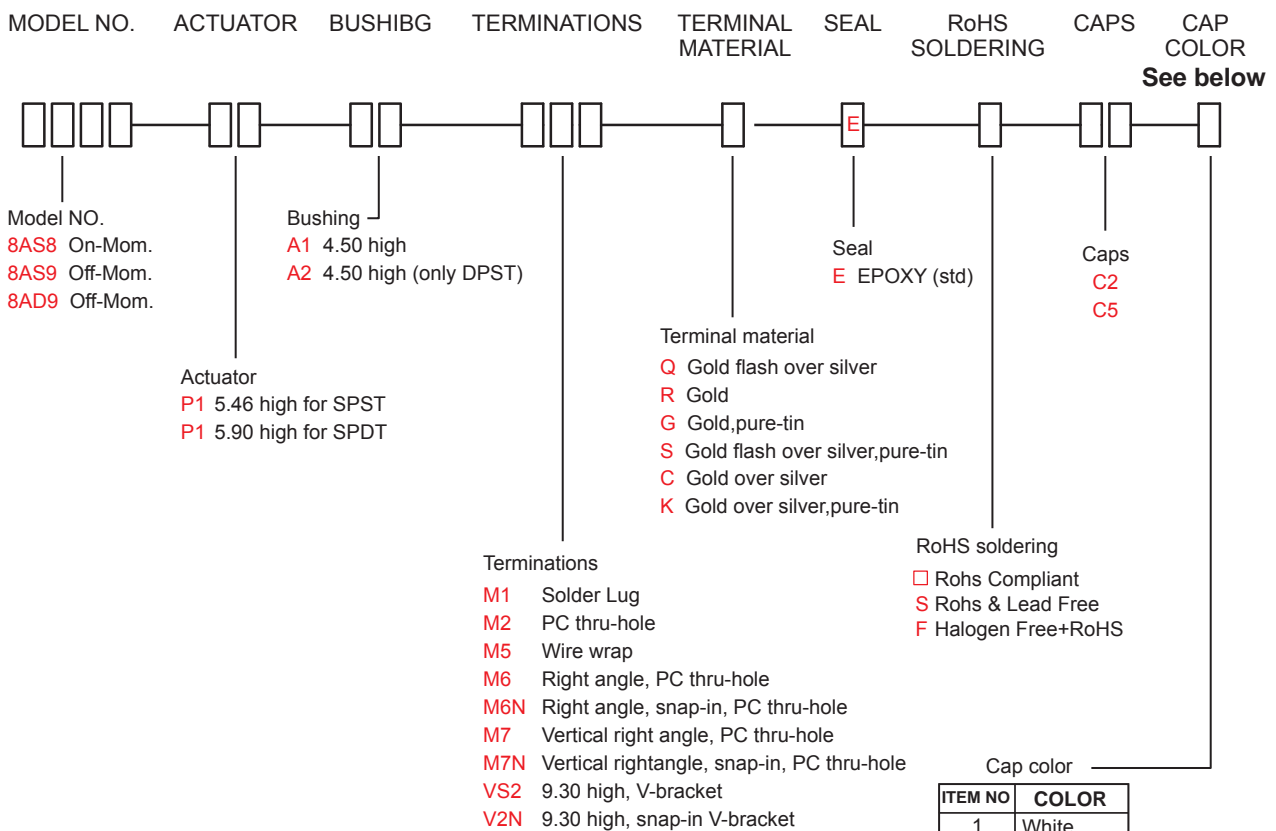 MODEL NO. ACTUATOR BUSHIBG TERMINATIONS TERMINAL MATERIAL SEAL RoHS SOLDERING CAPS CAP COLOR
See below
E
Model NO.
8AS8 On-Mom.
8AS9 Off-Mom.
8AD9 Off-Mom.
Actuator
P1 5.46 high for SPST
P1 5.90 high for SPDT
Bushing
A1 4.50 high
A2 4.50 high (only DPST)
Terminations
M1 Solder Lug
M2 PC thru-hole
M5 Wire wrap
M6 Right angle, PC thru-hole
M6N Right angle, snap-in, PC thru-hole
M7 Vertical right angle, PC thru-hole
M7N Vertical rightangle, snap-in, PC thru-hole
VS2 9.30 high, V-bracket
V2N 9.30 high, snap-in V-bracket
Terminal material
Q Gold flash over silver
R Gold
G Gold,pure-tin
S Gold flash over silver,pure-tin
C Gold over silver
K Gold over silver,pure-tin
Seal
E EPOXY (std)
RoHS soldering
□ Rohs Compliant
S Rohs & Lead Free
F Halogen Free+RoHS
Caps
C2
C5
Cap color
ITEM NO COLOR
1 White